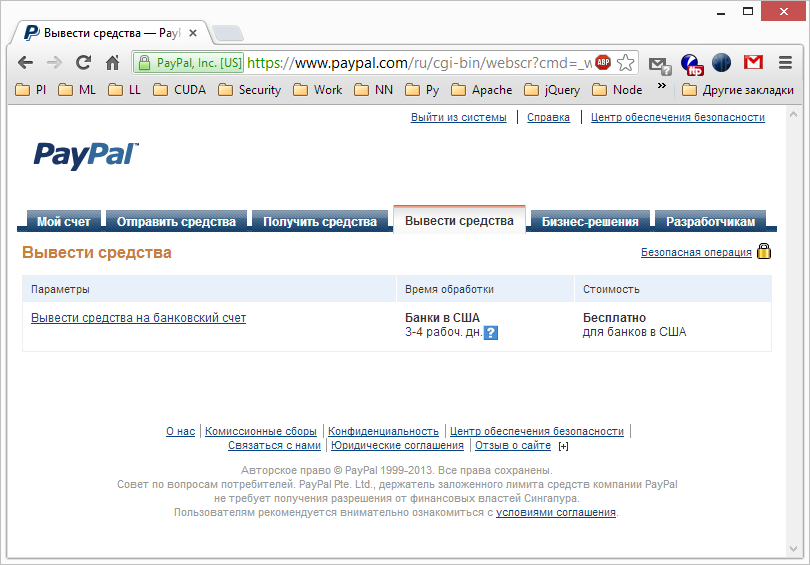 Вывести средства — Payl
PayPal, Inc. [US] https://www.paypal.com/ru/cgi-bin/webscr?cmd=_w ABP ? ftp
PI ML LL CUDA Security Work NN Py Apache jQuery Node » Другие закладки
Выйти из системы Справка Центр обеспечения безопасности
PayPal™
Мой счет Отправить средства Получить средства Вывести средства Бизнес-решения Разработчикам
Вывести средства Безопасная операция
Параметры Время обработки Стоимость
Вывести средства на банковский счет Банки в США Бесплатно
3-4 рабоч. дн. ? для банков в США
О нас Комиссионные сборы Конфиденциальность Центр обеспечения безопасности
Связаться с нами Юридические соглашения Отзыв о сайте [+]
Авторское право © PayPal 1999-2013. Все права сохранены.
Совет по вопросам потребителей. PayPal Pte. Ltd., держатель заложенного лимита средств компании PayPal
не требует получения разрешения от финансовых властей Сингапура.
Пользователям рекомендуется внимательно ознакомиться с условиями соглашения.